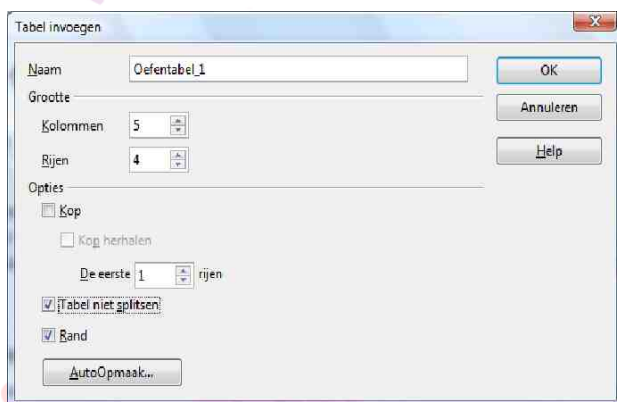 Tabel invoegen
Naam Oefentabel_1 OK
Grootte Annuleren
Kolommen 5
Rijen 4 Help
Opties
Kop
Kop herhalen
De eerste 1 rijen
Tabel niet splitsen
Rand
AutoOpmaak...